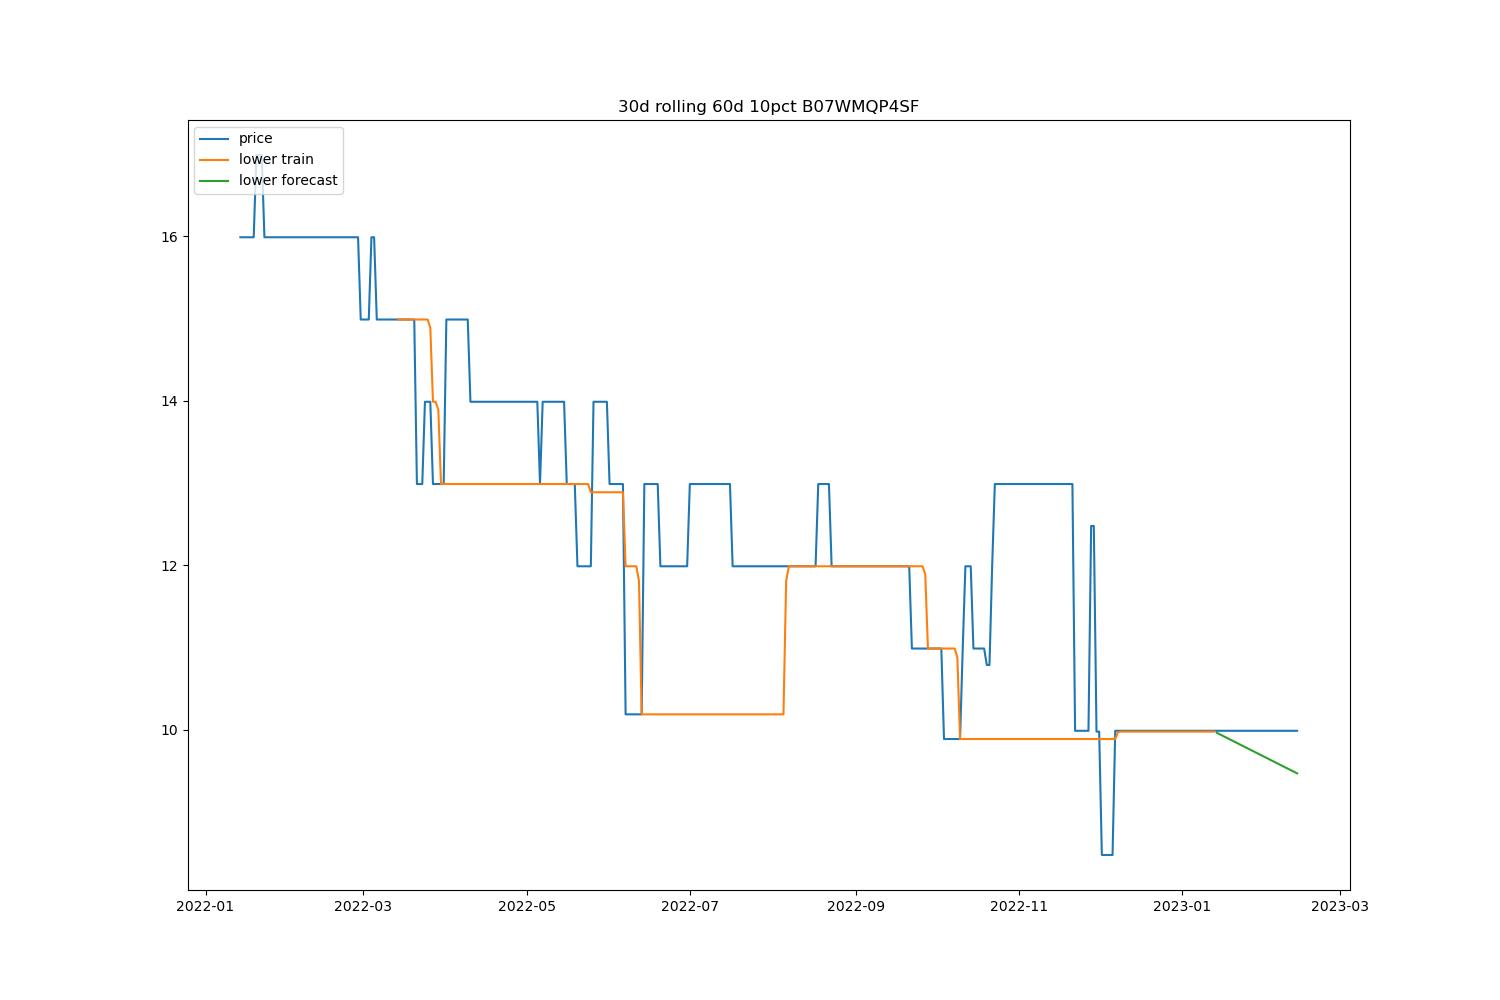 30d rolling 60d 10pct B07WMQP4SF
price
lower train
lower forecast
16
14
12
10
2022-01 2022-03 2022-05 2022-07 2022-09 2022-11 2023-01 2023-03